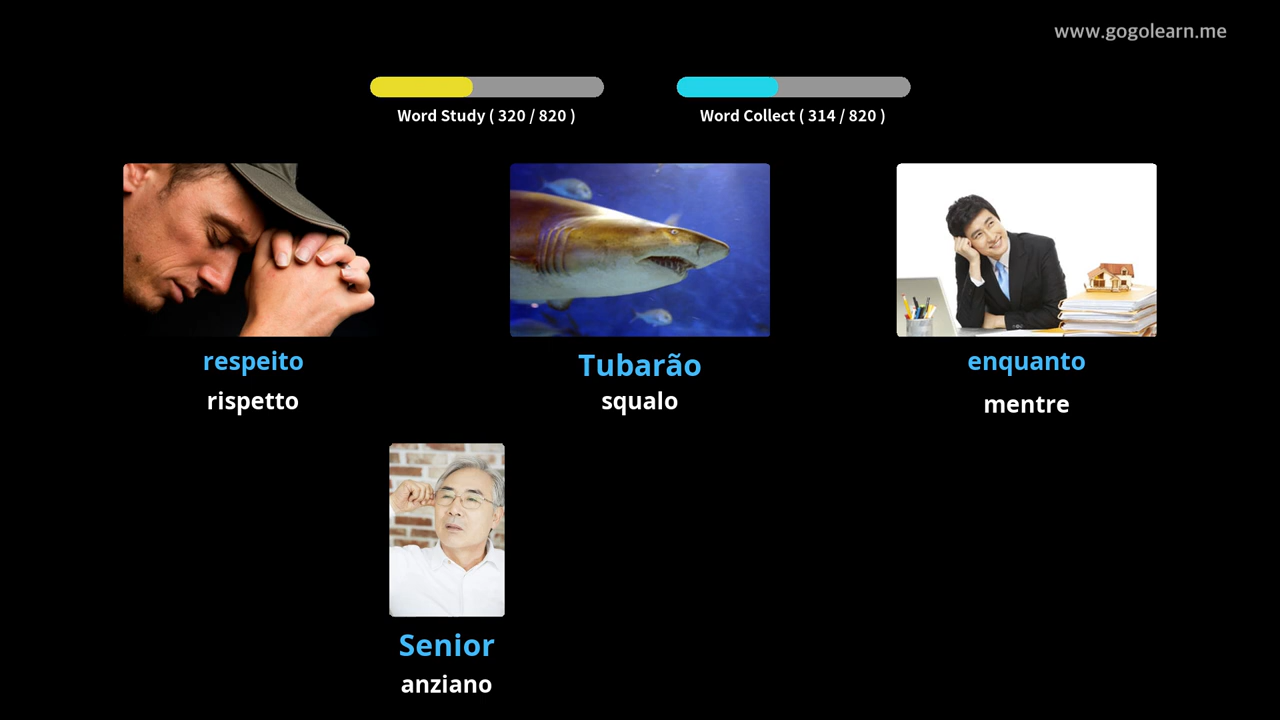 www.gogolearn.me
Word Study ( 320 / 820 )
Word Collect ( 314 / 820 )
respeito
rispetto
Tubarão
squalo
enquanto
mentre
Senior
anziano